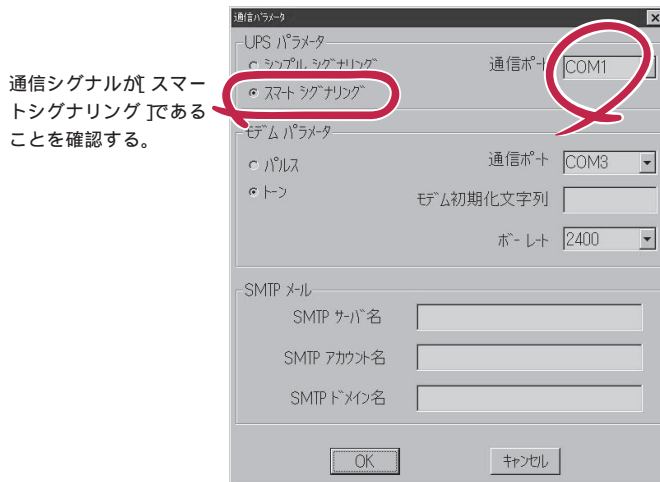 通信パラメータ
UPS パラメータ
シンプル シグナリング
通信ポート
COM1
スマート シグナリング
通信シグナルが[ スマー
トシグナリング ]である
ことを確認する。
モデム パラメータ
パルス
通信ポート
COM3
トーン
モデム初期化文字列
ボーレート
2400
SMTP メール
SMTP サーバ名
SMTP アカウント名
SMTP ドメイン名
OK
キャンセル